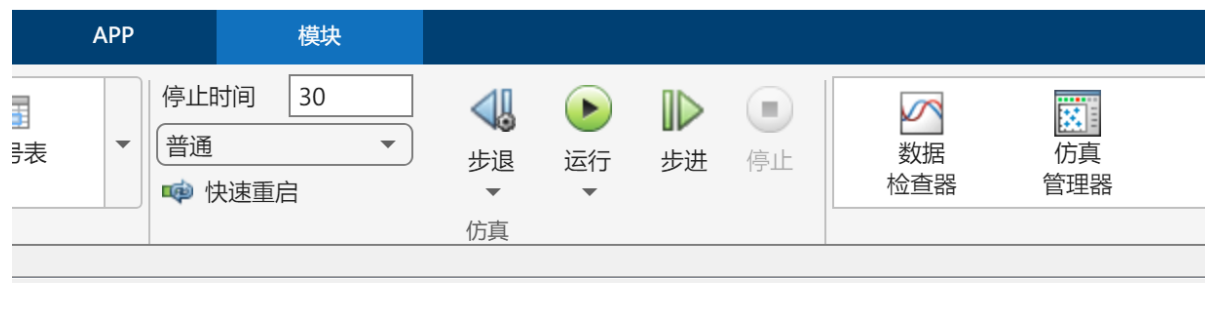 APP
模块
停止时间 30
普通
快速重启
步退
运行
步进
停止
仿真
号表
数据
检查器
仿真
管理器